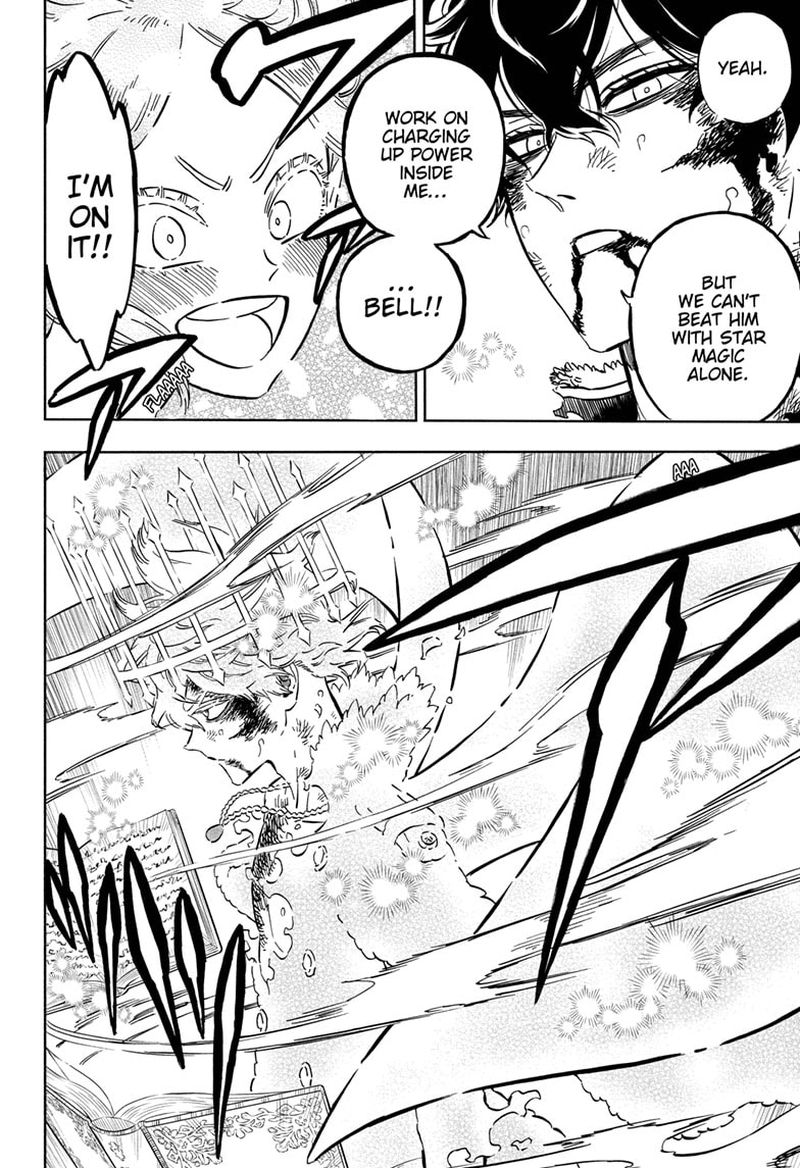 YEAH.
BUT
WE CAN'T
BEAT HIM
WITH STAR
MAGIC
ALONE.
WORK ON
CHARGING
UP POWER
INSIDE
ME...
...
BELL!!
I'M
ON
IT!!
FLAAAAA
AAA